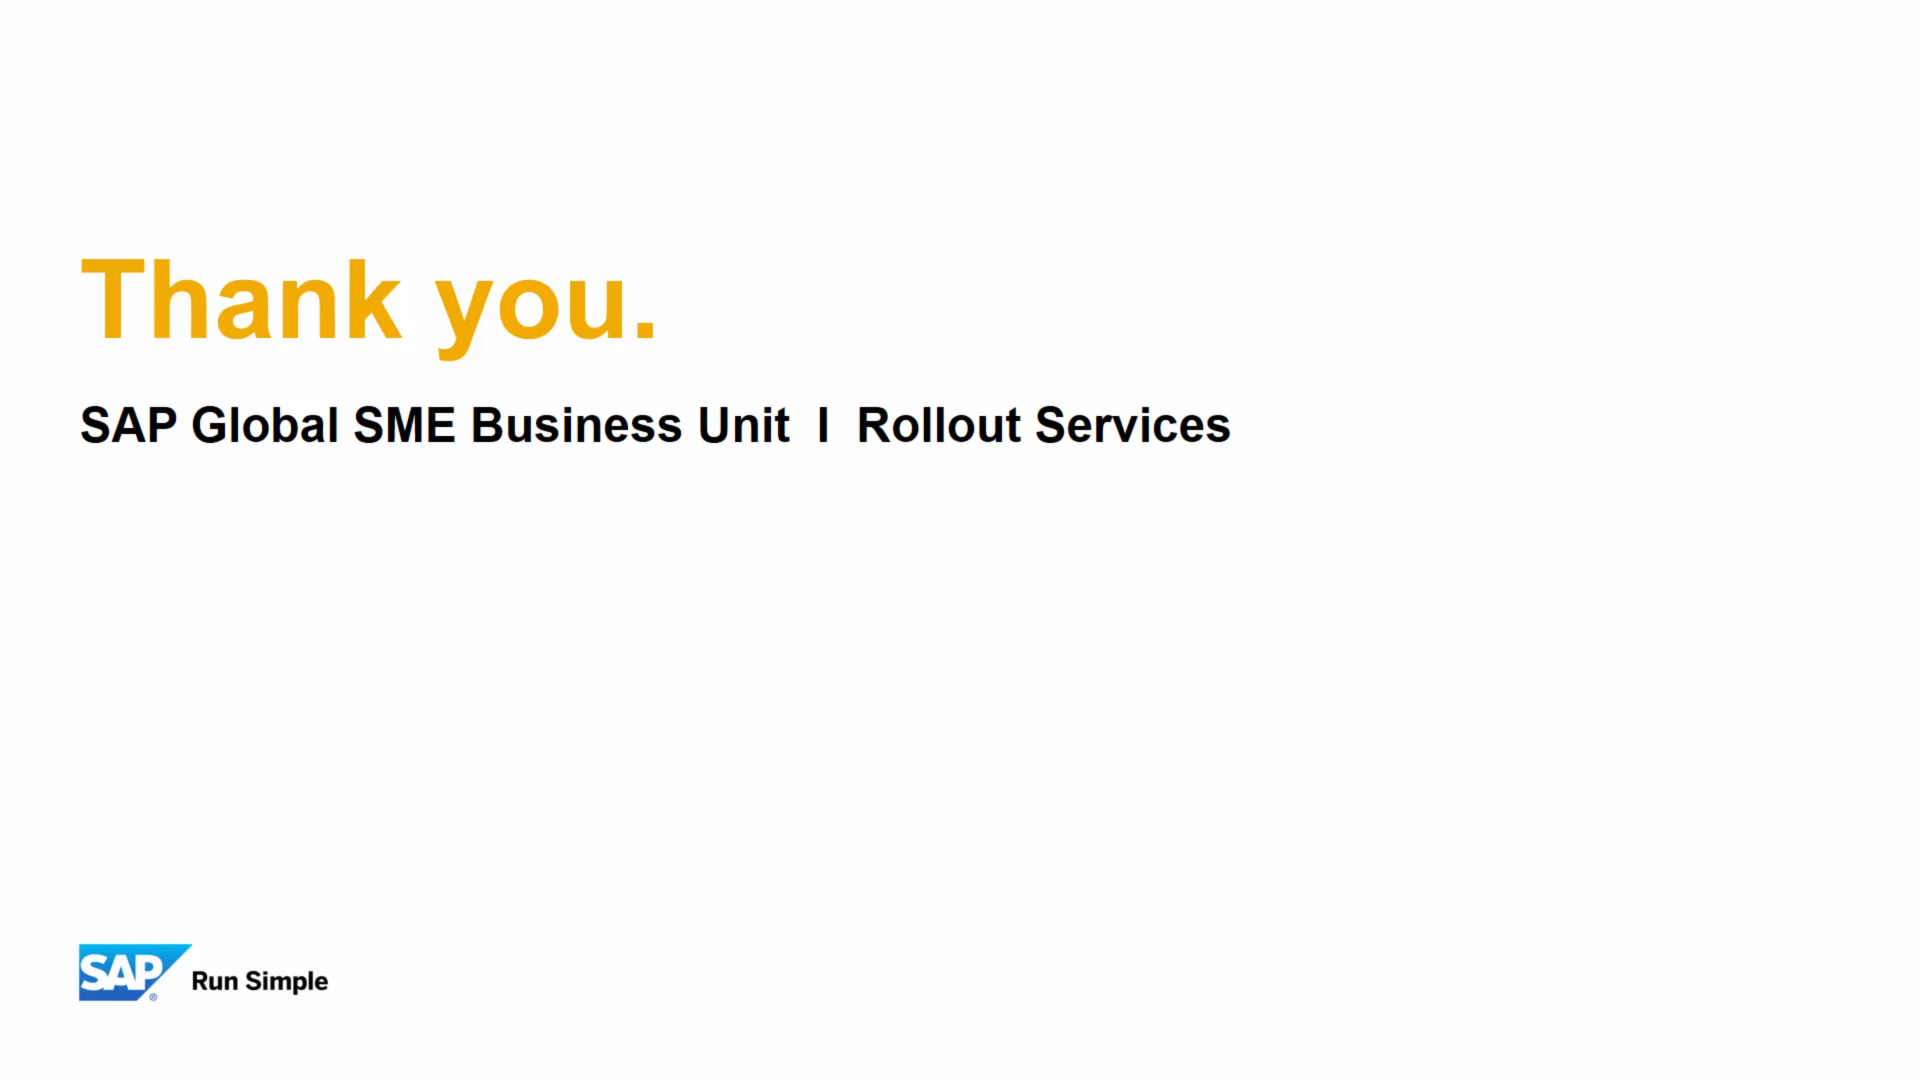 Thank you.
SAP Global SME Business Unit I Rollout Services
SAP® Run Simple